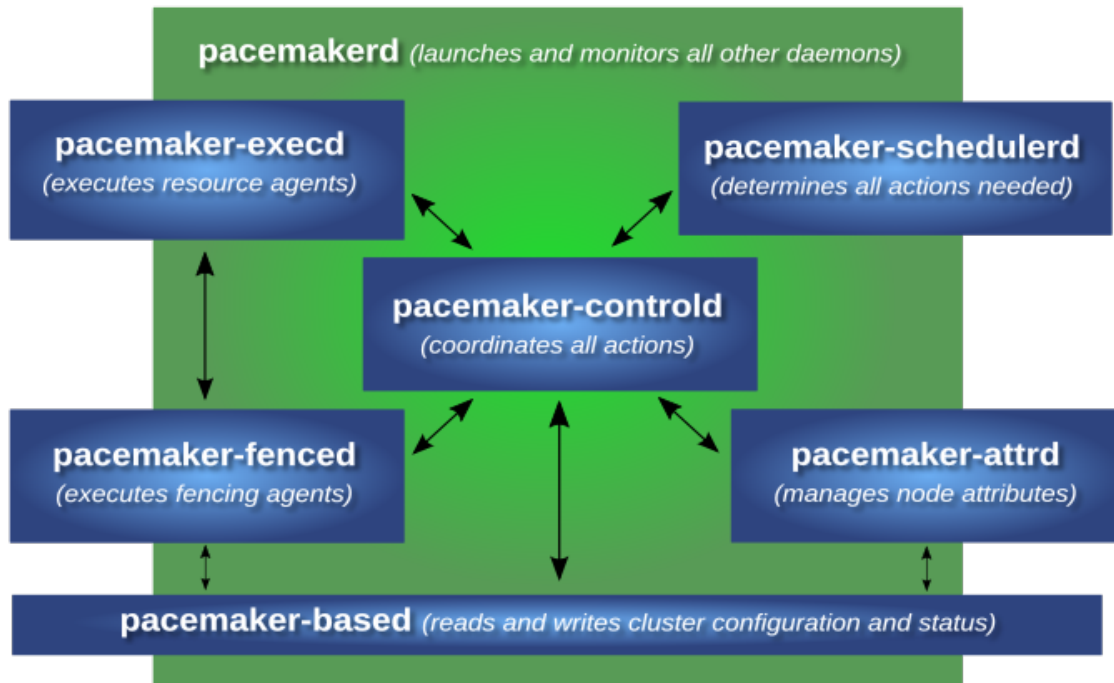 pacemakerd (launches and monitors all other daemons)
pacemaker-execd
(executes resource agents)
pacemaker-schedulerd
(determines all actions needed)
pacemaker-controld
(coordinates all actions)
pacemaker-fenced
(executes fencing agents)
pacemaker-attrd
(manages node attributes)
pacemaker-based (reads and writes cluster configuration and status)